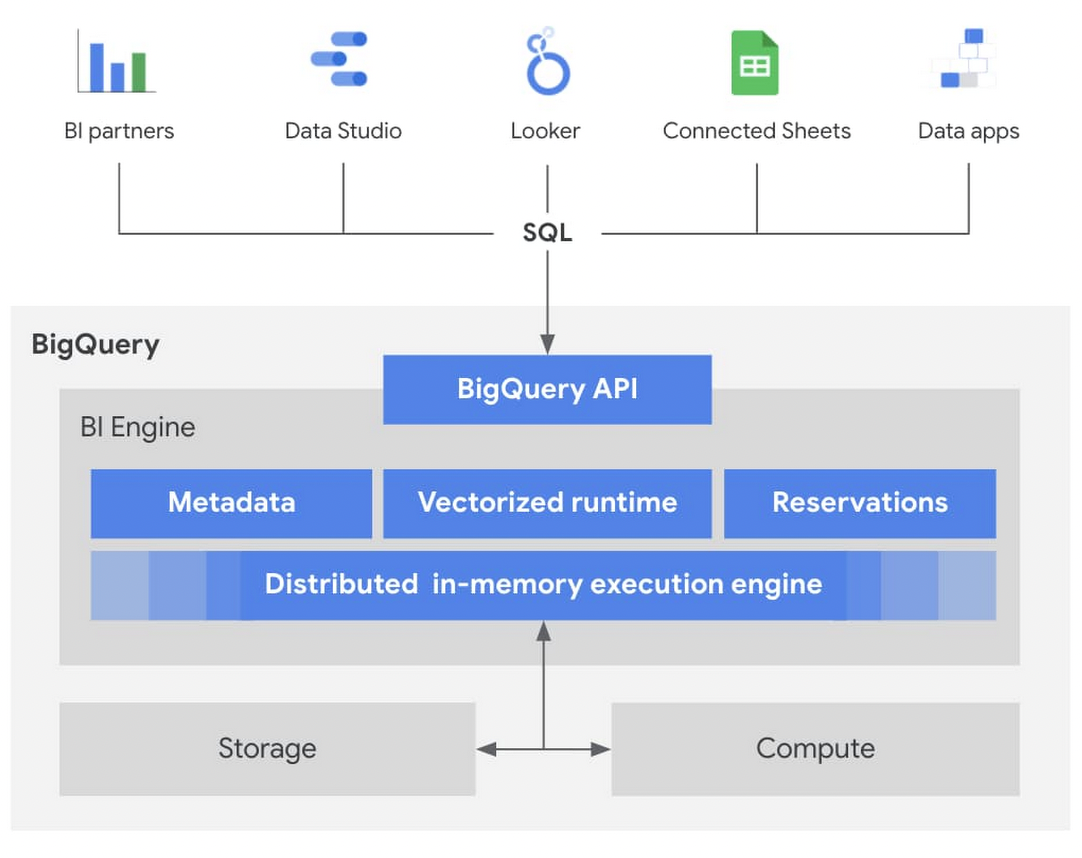 BI partners
Data Studio
Looker
Connected Sheets
Data apps
SQL
BigQuery
BigQuery API
BI Engine
Metadata
Vectorized runtime
Reservations
Distributed in-memory execution engine
Storage
Compute